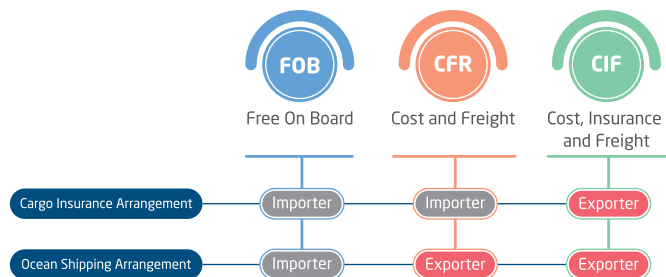 FOB CFR CIF
Free On Board Cost and Freight Cost, Insurance
and Freight
Cargo Insurance Arrangement Importer Importer Exporter
Ocean Shipping Arrangement Importer Exporter Exporter